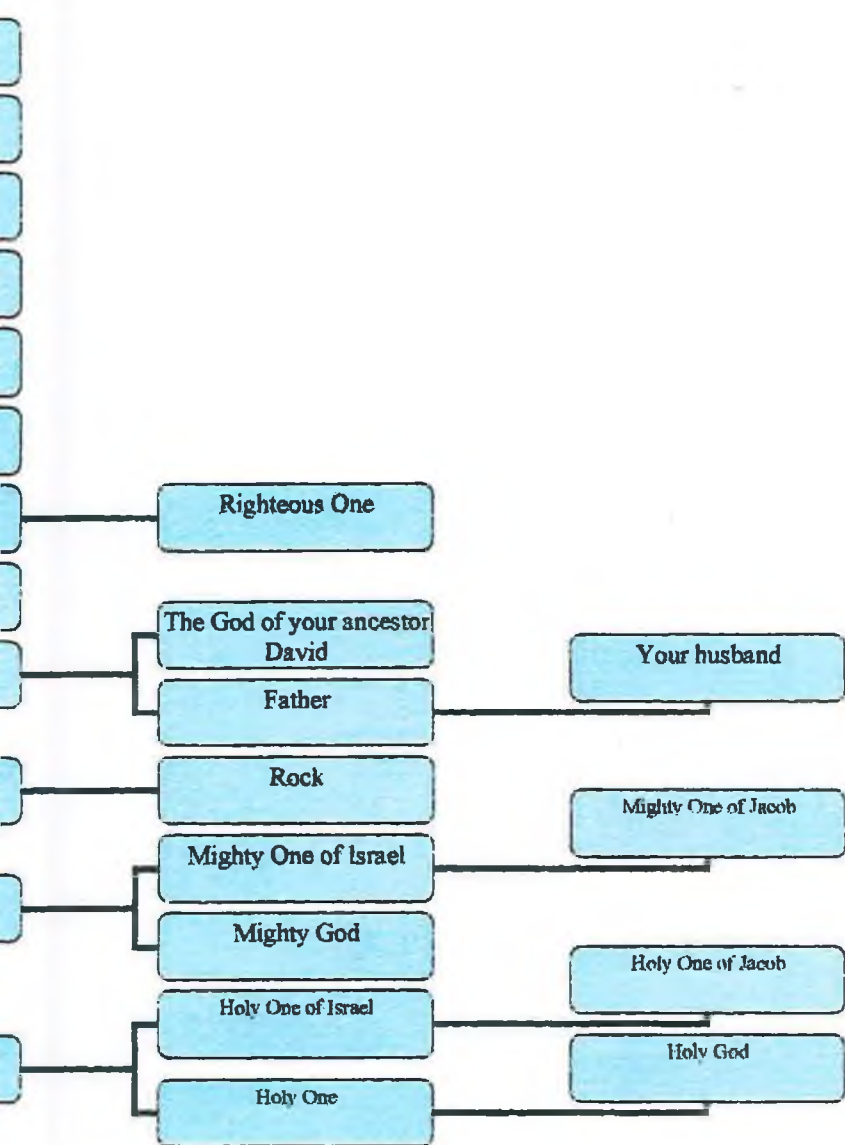 Righteous One
The God of your ancestor
David
Your husband
Father
Rock
Mighty One of Jacob
Mighty One of Israel
Mighty God
Holy One of Jacob
Holy One of Israel
Holy God
Holy One